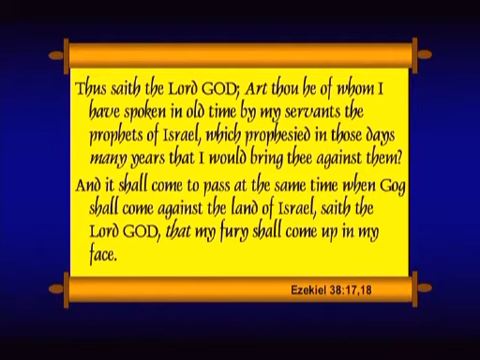 Thus saith the Lord GOD; Art thou he of whom I
have spoken in old time by my servants the
prophets of Israel, which prophesied in those days
many years that I would bring thee against them?
And it shall come to pass at the same time when Gog
shall come against the land of Israel, saith the
Lord GOD, that my fury shall come up in my
face.
Ezekiel 38:17,18